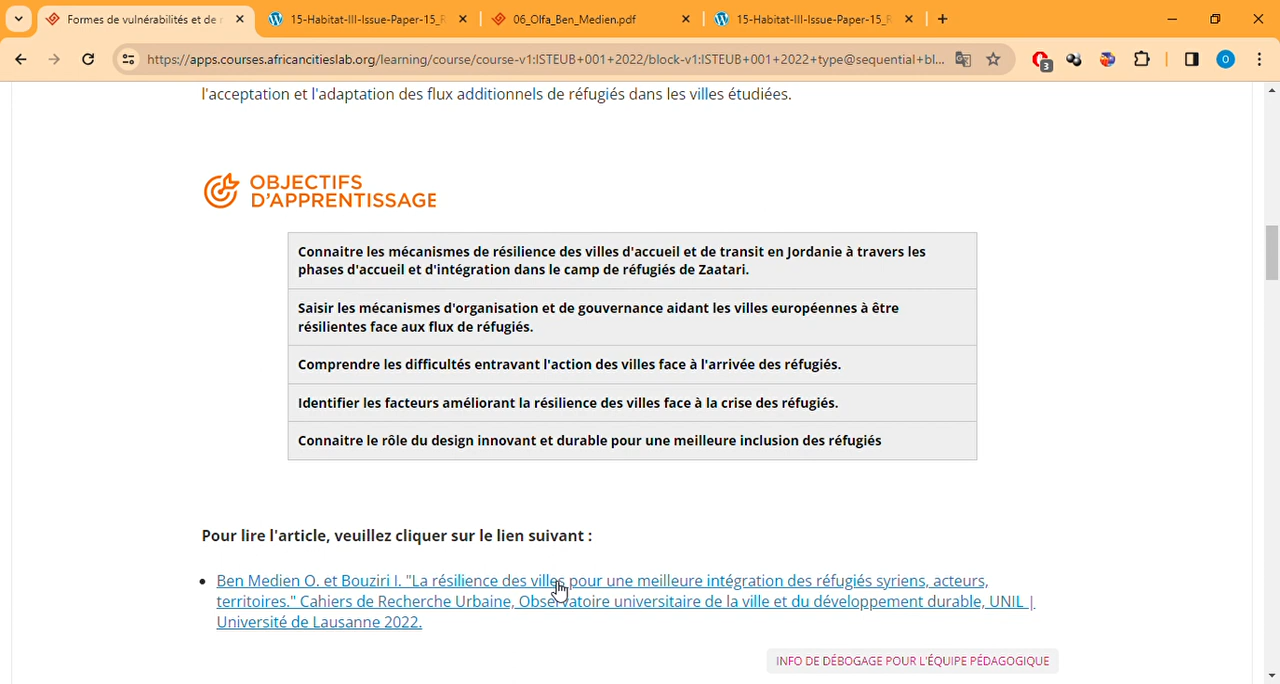 Formes de vulnérabilités et de r
15-Habitat-III-Issue-Paper-15_R
06_Olfa_Ben_Medien.pdf
15-Habitat-III-Issue-Paper-15_R
https://apps.courses.africancitieslab.org/learning/course/course-v1:ISTEUB+001+2022/block-v1:ISTEUB+001+2022+type@sequential+bl...
3
O
l'acceptation et l'adaptation des flux additionnels de réfugiés dans les villes étudiées.
OBJECTIFS
D'APPRENTISSAGE
Connaitre les mécanismes de résilience des villes d'accueil et de transit en Jordanie à travers les
phases d'accueil et d'intégration dans le camp de réfugiés de Zaatari.
Saisir les mécanismes d'organisation et de gouvernance aidant les villes européennes à être
résilientes face aux flux de réfugiés.
Comprendre les difficultés entravant l'action des villes face à l'arrivée des réfugiés.
Identifier les facteurs améliorant la résilience des villes face à la crise des réfugiés.
Connaitre le rôle du design innovant et durable pour une meilleure inclusion des réfugiés
Pour lire l'article, veuillez cliquer sur le lien suivant :
Ben Medien O. et Bouziri I. "La résilience des villes pour une meilleure intégration des réfugiés syriens, acteurs,
territoires." Cahiers de Recherche Urbaine, Observatoire universitaire de la ville et du développement durable, UNIL |
Université de Lausanne 2022.
INFO DE DÉBOGAGE POUR L'ÉQUIPE PÉDAGOGIQUE